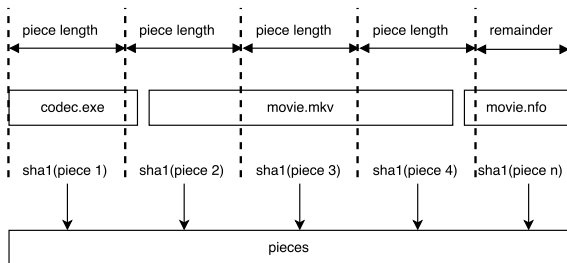 piece length piece length piece length piece length remainder
codec.exe movie.mkv movie.nfo
sha1(piece 1) sha1(piece 2) sha1(piece 3) sha1(piece 4) sha1(piece n)
pieces